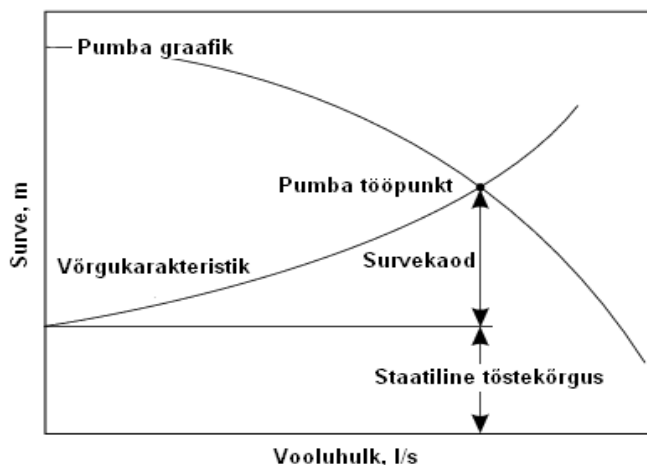 Pumba graafik
Pumba tööpunkt
Surve, m
Võrgukarakteristik
Survekaod
Staatiline tõstekõrgus
Vooluhulk, l/s